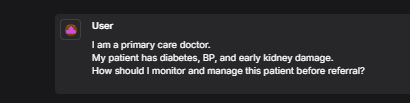 User
I am a primary care doctor.
My patient has diabetes, BP, and early kidney damage.
How should I monitor and manage this patient before referral?